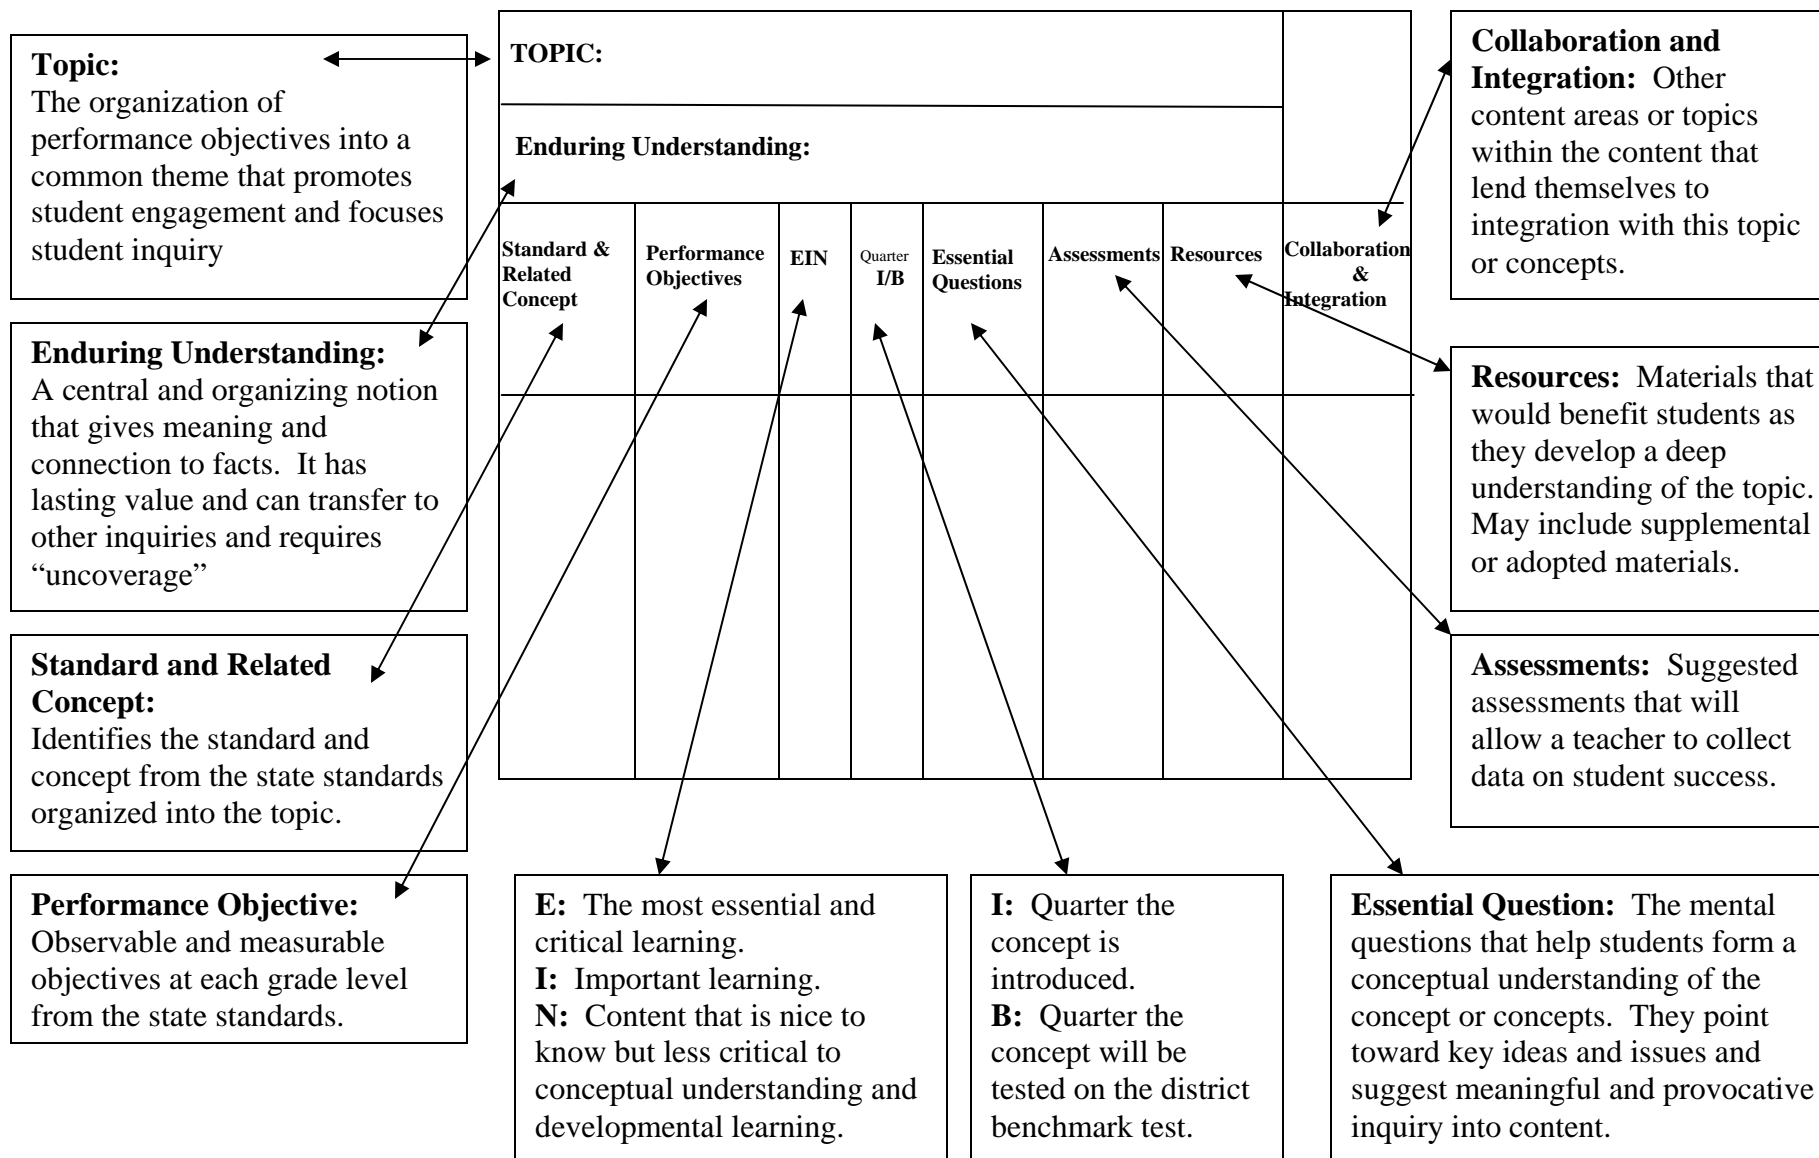 Topic:
The organization of
performance objectives into a
common theme that promotes
student engagement and focuses
student inquiry
Enduring Understanding:
A central and organizing notion
that gives meaning and
connection to facts.  It has
lasting value and can transfer to
other inquiries and requires
“uncoverage”
Standard and Related
Concept:
Identifies the standard and
concept from the state standards
organized into the topic.
Performance Objective:
Observable and measurable
objectives at each grade level
from the state standards.
TOPIC:
Enduring Understanding:
Standard &
Related
Concept
Performance
Objectives
EIN
Quarter
I/B
Essential
Questions
Assessments
Resources
Collaboration
&
Integration
E:  The most essential and
critical learning.
I:  Important learning.
N:  Content that is nice to
know but less critical to
conceptual understanding and
developmental learning.
I:  Quarter the
concept is
introduced.
B:  Quarter the
concept will be
tested on the district
benchmark test.
Collaboration and
Integration:  Other
content areas or topics
within the content that
lend themselves to
integration with this topic
or concepts.
Resources:  Materials that
would benefit students as
they develop a deep
understanding of the topic.
May include supplemental
or adopted materials.
Assessments:  Suggested
assessments that will
allow a teacher to collect
data on student success.
Essential Question:  The mental
questions that help students form a
conceptual understanding of the
concept or concepts.  They point
toward key ideas and issues and
suggest meaningful and provocative
inquiry into content.